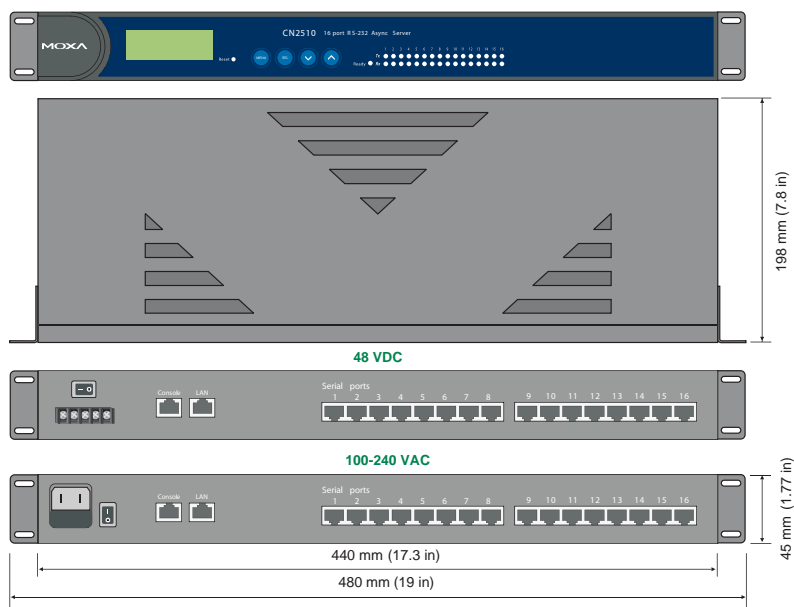 MOXA
CN2510 16 port RS-232 Async Server
Reset
MENU
SEL
Tx
1 2 3 4 5 6 7 8 9 10 11 12 13 14 15 16
Ready
Rx
198 mm (7.8 in)
48 VDC
Console LAN
Serial ports
1 2 3 4 5 6 7 8 9 10 11 12 13 14 15 16
100-240 VAC
Console LAN
Serial ports
1 2 3 4 5 6 7 8 9 10 11 12 13 14 15 16
45 mm (1.77 in)
440 mm (17.3 in)
480 mm (19 in)